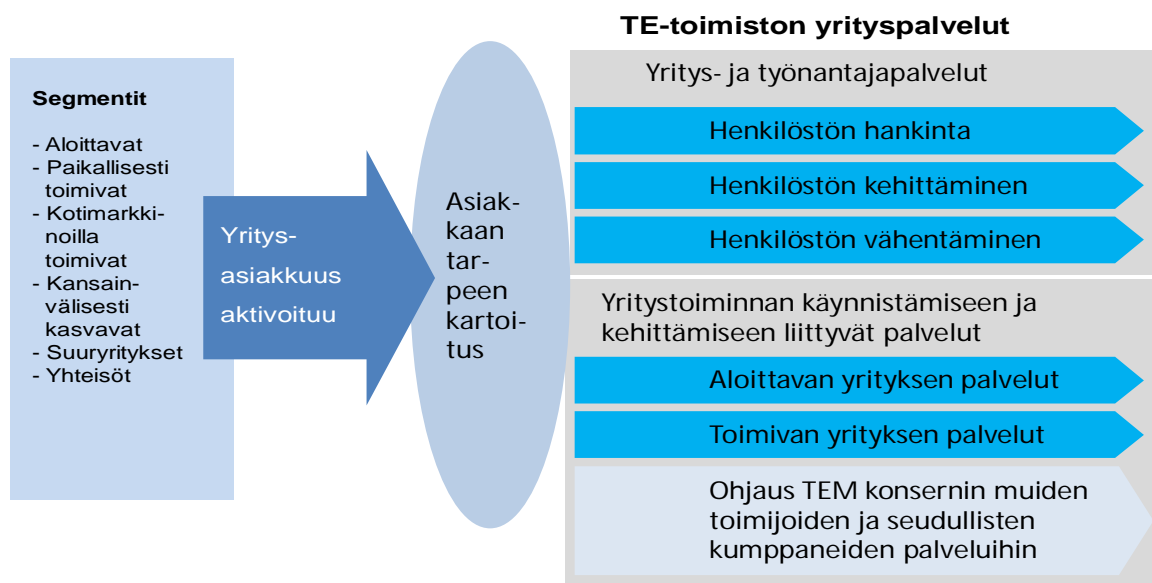 TE-toimiston yrityspalvelut
Segmentit
- Aloittavat
- Paikallisesti
toimivat
- Kotimarkki-
noilla
toimivat
- Kansain-
välisesti
kasvavat
- Suuryritykset
- Yhteisöt
Yritys-
asiakkuus
aktivoituu
Asiak-
kaan
tar-
peen
kartoi-
tus
Yritys- ja työnantajapalvelut
Henkilöstön hankinta
Henkilöstön kehittäminen
Henkilöstön vähentäminen
Yritystoiminnan käynnistämiseen ja
kehittämiseen liittyvät palvelut
Aloittavan yrityksen palvelut
Toimivan yrityksen palvelut
Ohjaus TEM konsernin muiden
toimijoiden ja seudullisten
kumppaneiden palveluihin